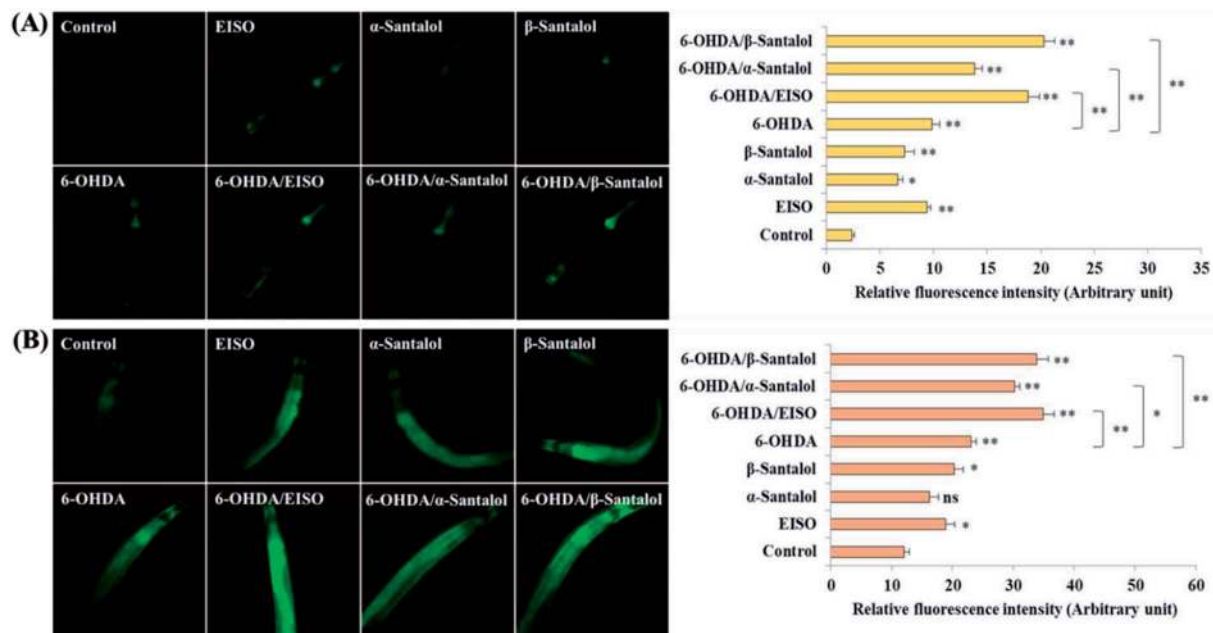 (A)
Control
EISO
α-Santalol
β-Santalol
6-OHDA
6-OHDA/EISO
6-OHDA/α-Santalol
6-OHDA/β-Santalol
6-OHDA/β-Santalol
**
6-OHDA/α-Santalol
**
6-OHDA/EISO
**
6-OHDA
**
β-Santalol
**
α-Santalol
*
EISO
**
Control
** ** **
0 5 10 15 20 25 30 35
Relative fluorescence intensity (Arbitrary unit)
(B)
Control
EISO
α-Santalol
β-Santalol
6-OHDA
6-OHDA/EISO
6-OHDA/α-Santalol
6-OHDA/β-Santalol
6-OHDA/β-Santalol
**
6-OHDA/α-Santalol
**
6-OHDA/EISO
**
6-OHDA
**
β-Santalol
*
α-Santalol
ns
EISO
*
Control
** * **
0 10 20 30 40 50 60
Relative fluorescence intensity (Arbitrary unit)